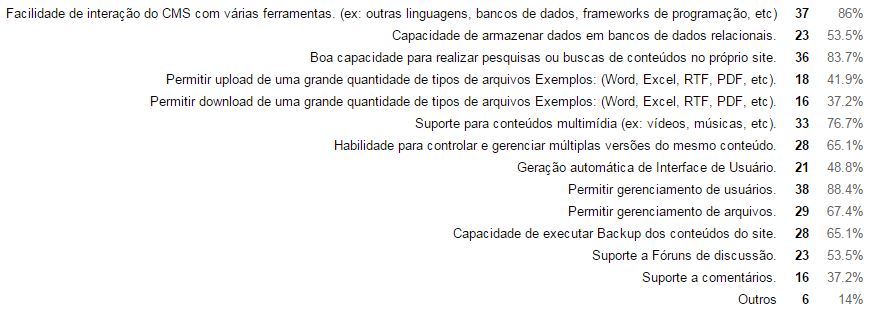 Facilidade de interação do CMS com várias ferramentas. (ex: outras linguagens, bancos de dados, frameworks de programação, etc) 37 86%
Capacidade de armazenar dados em bancos de dados relacionais. 23 53.5%
Boa capacidade para realizar pesquisas ou buscas de conteúdos no próprio site. 36 83.7%
Permitir upload de uma grande quantidade de tipos de arquivos Exemplos: (Word, Excel, RTF, PDF, etc). 18 41.9%
Permitir download de uma grande quantidade de tipos de arquivos Exemplos: (Word, Excel, RTF, PDF, etc). 16 37.2%
Suporte para conteúdos multimídia (ex: vídeos, músicas, etc). 33 76.7%
Habilidade para controlar e gerenciar múltiplas versões do mesmo conteúdo. 28 65.1%
Geração automática de Interface de Usuário. 21 48.8%
Permitir gerenciamento de usuários. 38 88.4%
Permitir gerenciamento de arquivos. 29 67.4%
Capacidade de executar Backup dos conteúdos do site. 28 65.1%
Suporte a Fóruns de discussão. 23 53.5%
Suporte a comentários. 16 37.2%
Outros 6 14%